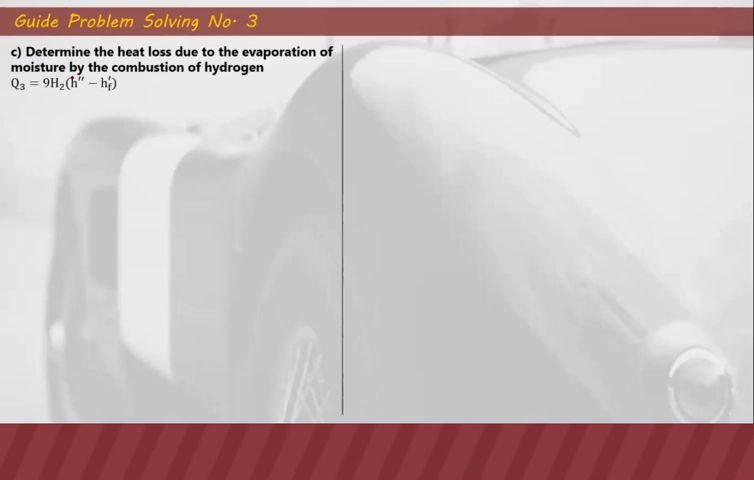 Guide Problem Solving No. 3
c) Determine the heat loss due to the evaporation of
moisture by the combustion of hydrogen
Q₃ = 9H₂(h″ − h′f)